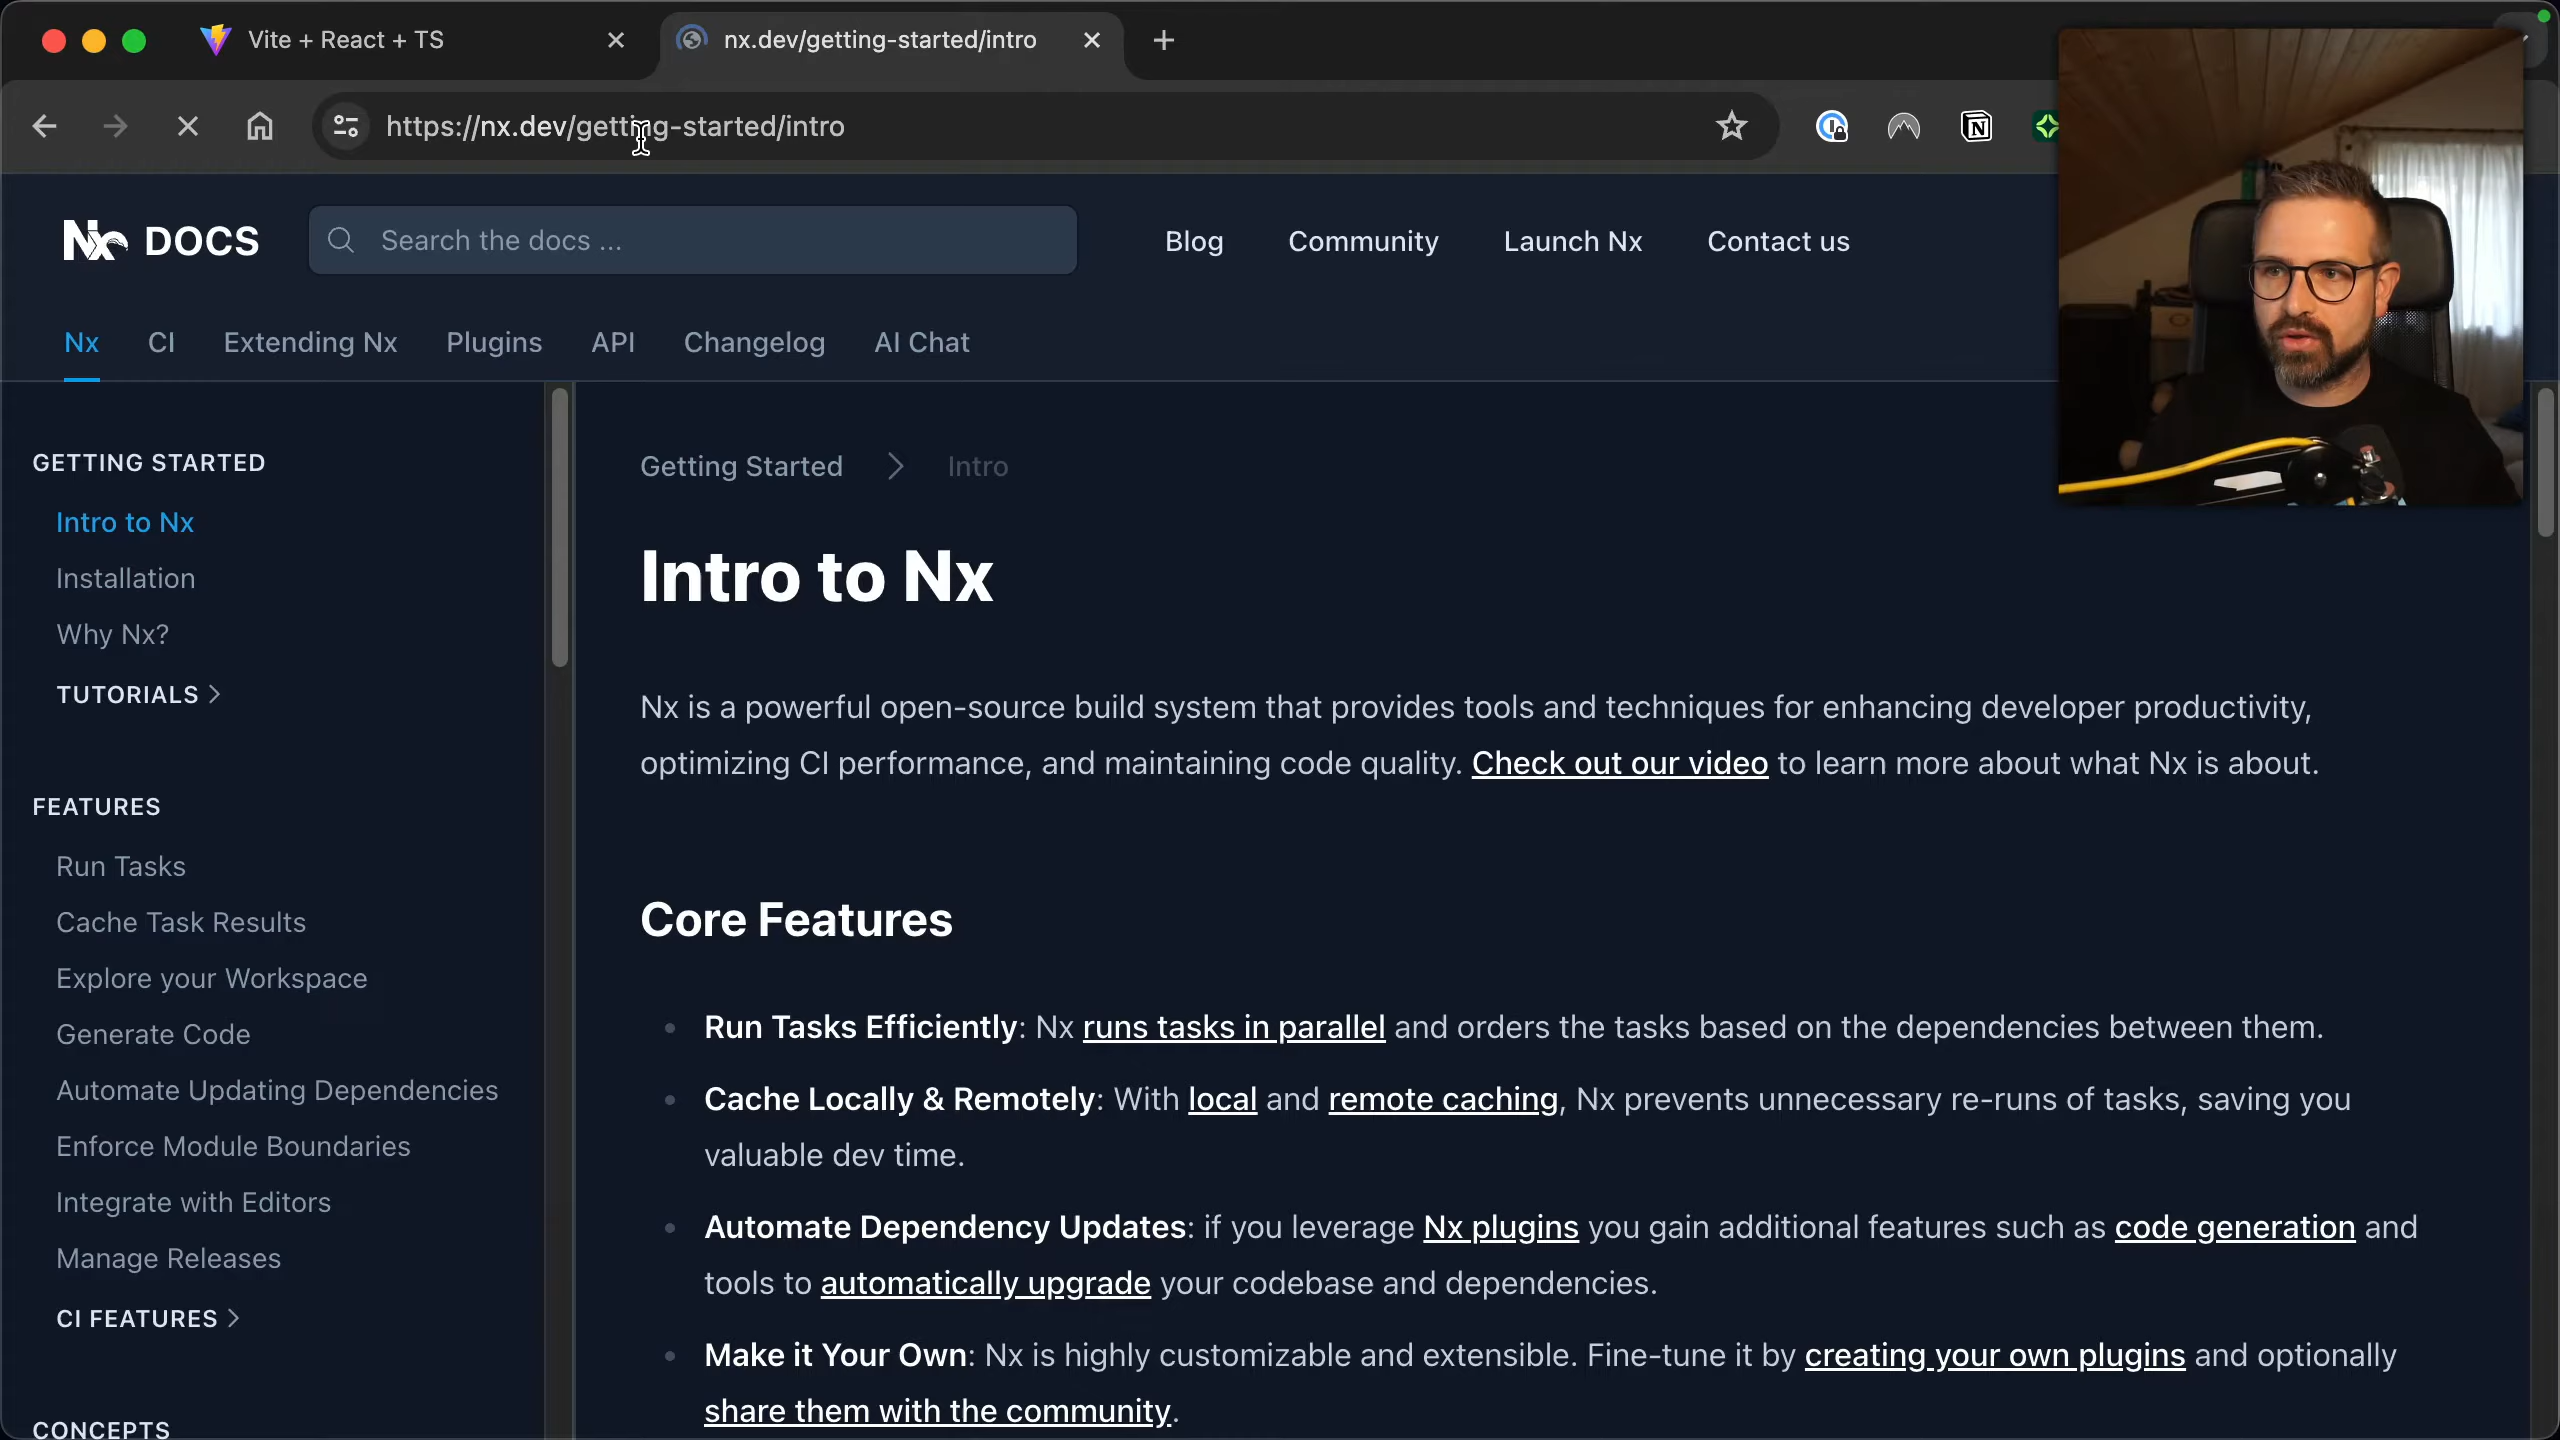 Vite + React + TS
nx.dev/getting-started/intro
https://nx.dev/getting-started/intro
Nx DOCS
Search the docs ...
Blog
Community
Launch Nx
Contact us
Nx
CI
Extending Nx
Plugins
API
Changelog
AI Chat
GETTING STARTED
Intro to Nx
Installation
Why Nx?
TUTORIALS
FEATURES
Run Tasks
Cache Task Results
Explore your Workspace
Generate Code
Automate Updating Dependencies
Enforce Module Boundaries
Integrate with Editors
Manage Releases
CI FEATURES
CONCEPTS
Getting Started
Intro
Intro to Nx
Nx is a powerful open-source build system that provides tools and techniques for enhancing developer productivity,
optimizing CI performance, and maintaining code quality. Check out our video to learn more about what Nx is about.
Core Features
Run Tasks Efficiently: Nx runs tasks in parallel and orders the tasks based on the dependencies between them.
Cache Locally & Remotely: With local and remote caching, Nx prevents unnecessary re-runs of tasks, saving you
valuable dev time.
Automate Dependency Updates: if you leverage Nx plugins you gain additional features such as code generation and
tools to automatically upgrade your codebase and dependencies.
Make it Your Own: Nx is highly customizable and extensible. Fine-tune it by creating your own plugins and optionally
share them with the community.